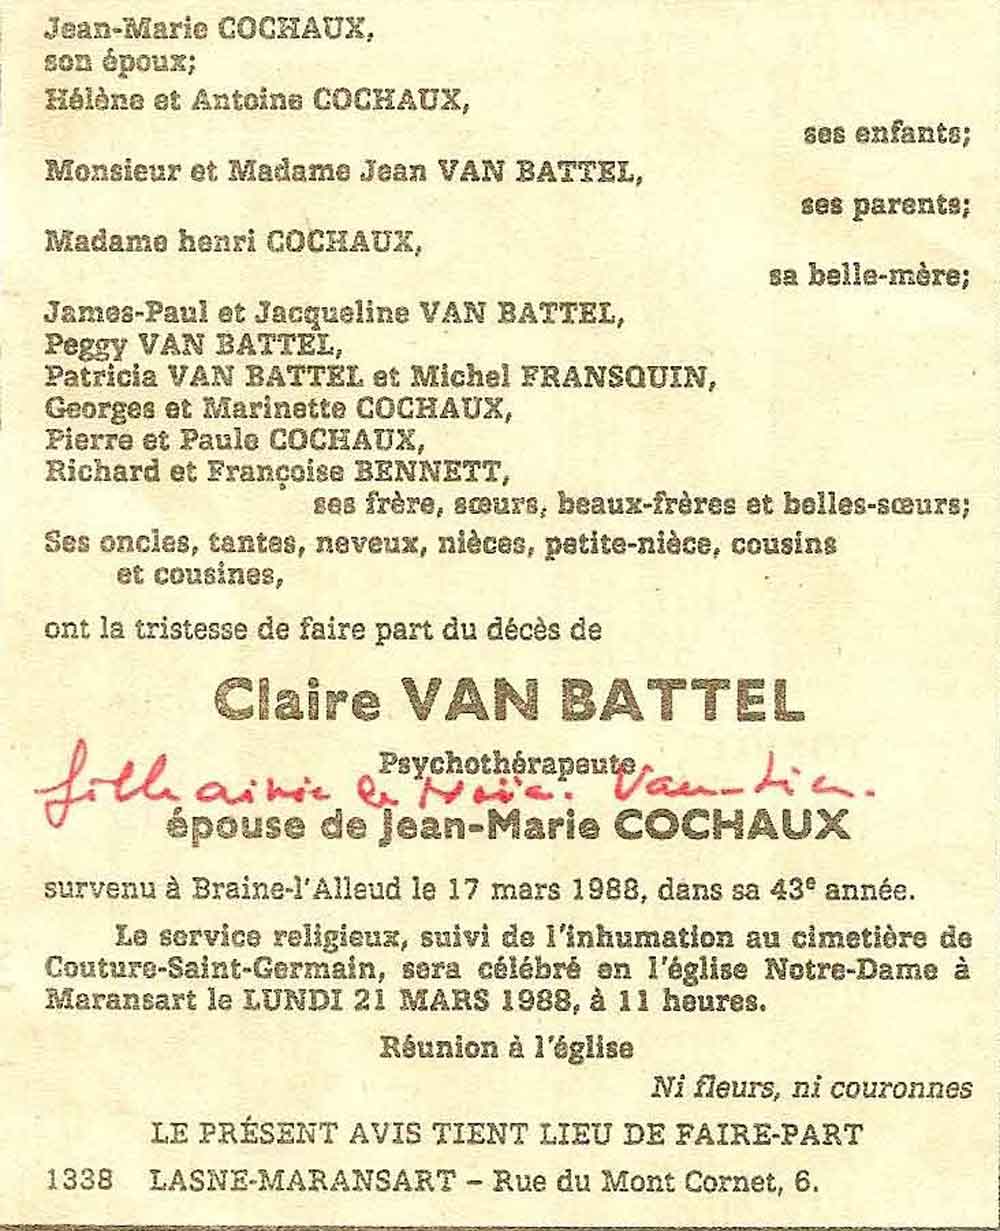 Jean-Marie COCHAUX,
son époux;
Hélène et Antoine COCHAUX,
ses enfants;
Monsieur et Madame Jean VAN BATTEL,
ses parents;
Madame henri COCHAUX,
sa belle-mère;
James-Paul et Jacqueline VAN BATTEL,
Peggy VAN BATTEL,
Patricia VAN BATTEL et Michel FRANSQUIN,
Georges et Marinette COCHAUX,
Pierre et Paule COCHAUX,
Richard et Françoise BENNETT,
ses frère, sœurs, beaux-frères et belles-sœurs;
Ses oncles, tantes, neveux, nièces, petite-nièce, cousins
et cousines,
ont la tristesse de faire part du décès de
Claire VAN BATTEL
Psychothérapeute
fille
épouse de Jean-Marie COCHAUX
survenu à Braine-l'Alleud le 17 mars 1988, dans sa 43e année.
Le service religieux, suivi de l'inhumation au cimetière de
Couture-Saint-Germain, sera célébré en l'église Notre-Dame à
Maransart le LUNDI 21 MARS 1988, à 11 heures.
Réunion à l'église
Ni fleurs, ni couronnes
LE PRÉSENT AVIS TIENT LIEU DE FAIRE-PART
1338 LASNE-MARANSART – Rue du Mont Cornet, 6.